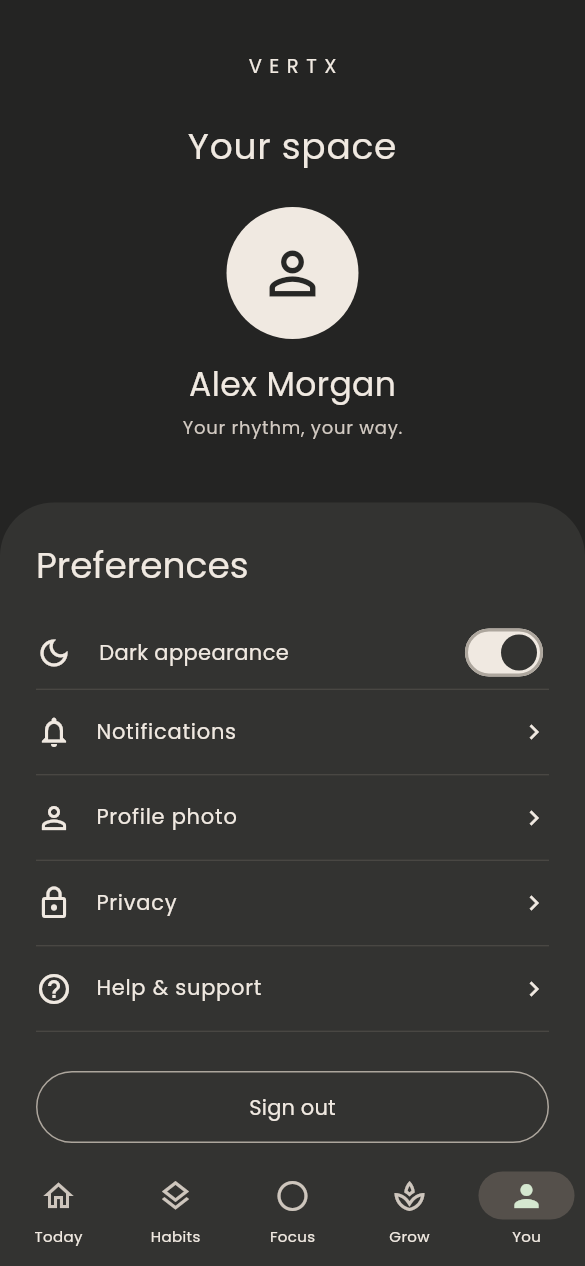 VERTX
Your space
Alex Morgan
Your rhythm, your way.
Preferences
Dark appearance
Notifications
Profile photo
Privacy
Help & support
Sign out
Today Habits Focus Grow You